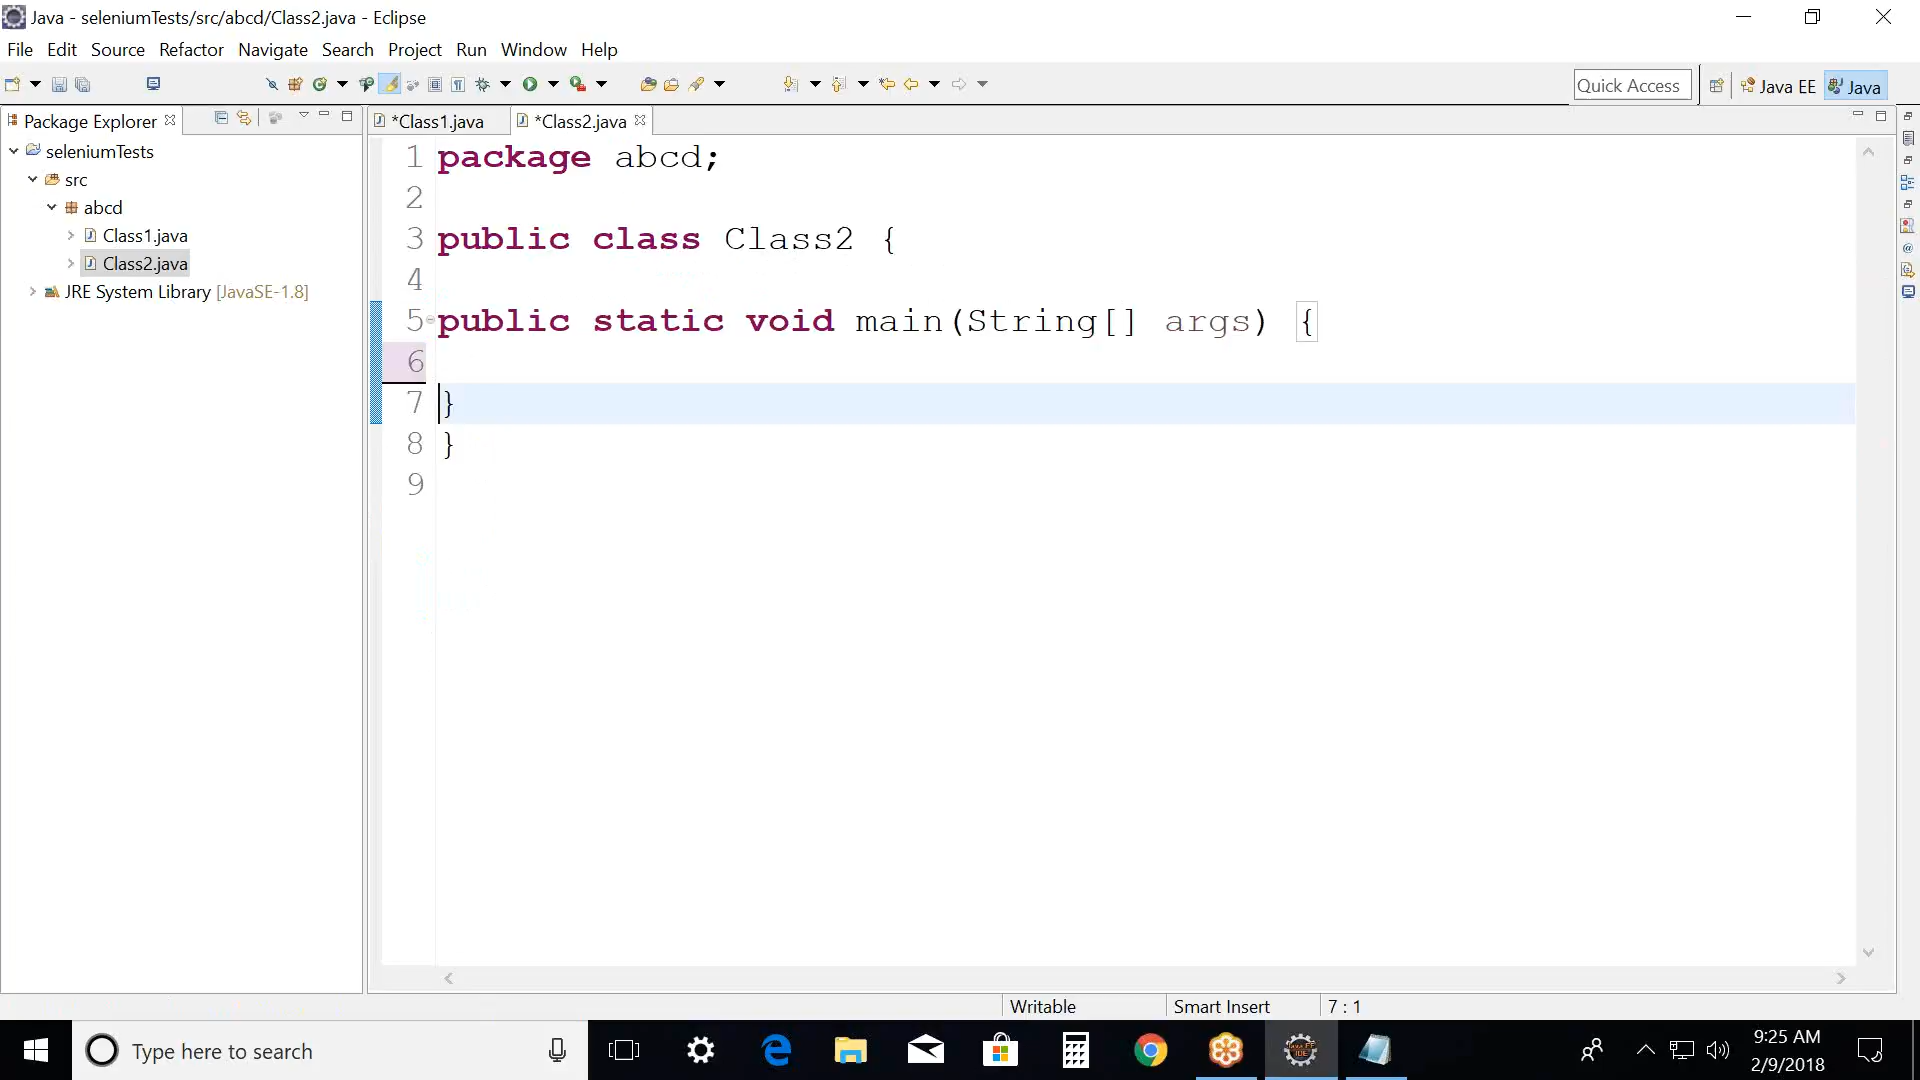 Java - seleniumTests/src/abcd/Class2.java - Eclipse
File Edit Source Refactor Navigate Search Project Run Window Help
Quick Access
Java EE
Java
Package Explorer
*Class1.java
*Class2.java
seleniumTests
src
abcd
Class1.java
Class2.java
JRE System Library [JavaSE-1.8]
1 package abcd;
2
3 public class Class2 {
4
5 public static void main(String[] args) {
6
7 }
8 }
9
Writable
Smart Insert
7 : 1
Type here to search
9:25 AM
2/9/2018